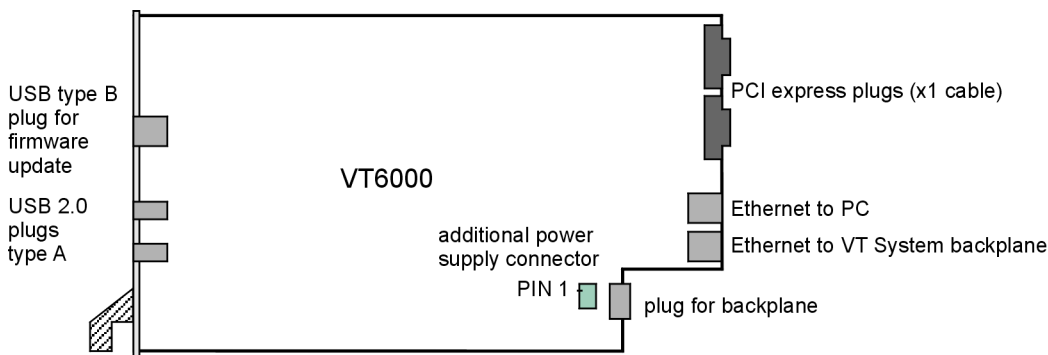 USB type B
plug for
firmware
update
USB 2.0
plugs
type A
VT6000
additional power
supply connector
PIN 1
PCI express plugs (x1 cable)
Ethernet to PC
Ethernet to VT System backplane
plug for backplane